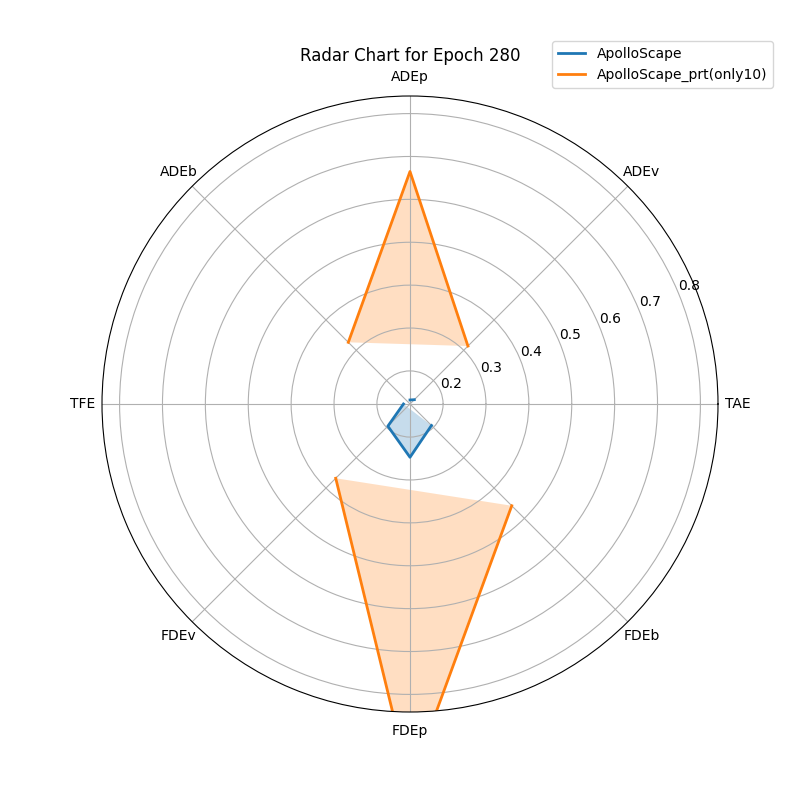 Radar Chart for Epoch 280
ApolloScape
ApolloScape_prt(only10)
ADEp
ADEb
ADEv
0.8
0.7
0.6
0.5
0.4
0.3
0.2
TFE
TAE
FDEv
FDEb
FDEp